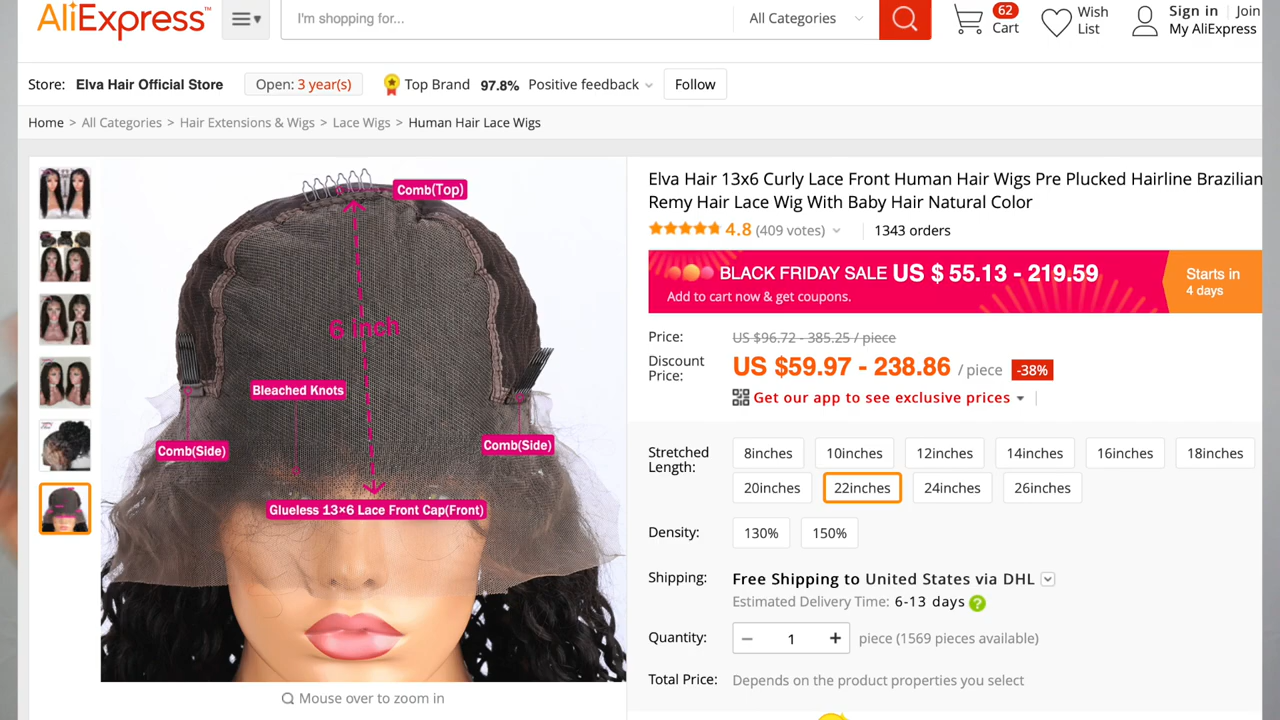 AliExpress™
I'm shopping for...
All Categories
62
Cart
Wish
List
Sign in | Join
My AliExpress
Store: Elva Hair Official Store Open: 3 year(s) Top Brand 97.8% Positive feedback Follow
Home > All Categories > Hair Extensions & Wigs > Lace Wigs > Human Hair Lace Wigs
Comb(Top)
6 inch
Bleached Knots
Comb(Side)
Comb(Side)
Glueless 13×6 Lace Front Cap(Front)
Mouse over to zoom in
Elva Hair 13x6 Curly Lace Front Human Hair Wigs Pre Plucked Hairline Brazilian
Remy Hair Lace Wig With Baby Hair Natural Color
4.8 (409 votes) 1343 orders
BLACK FRIDAY SALE US $ 55.13 - 219.59
Add to cart now & get coupons.
Starts in
4 days
Price: US $96.72 - 385.25 / piece
Discount
Price:
US $59.97 - 238.86 / piece -38%
Get our app to see exclusive prices
Stretched
Length:
8inches 10inches 12inches 14inches 16inches 18inches
20inches 22inches 24inches 26inches
Density: 130% 150%
Shipping: Free Shipping to United States via DHL
Estimated Delivery Time: 6-13 days ?
Quantity: − 1 + piece (1569 pieces available)
Total Price: Depends on the product properties you select